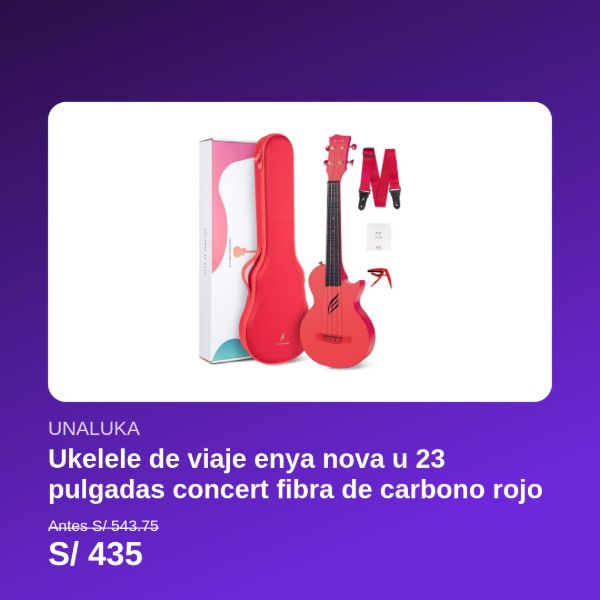 UNALUKA
Ukelele de viaje enya nova u 23
pulgadas concert fibra de carbono rojo
Antes S/ 543.75
S/ 435